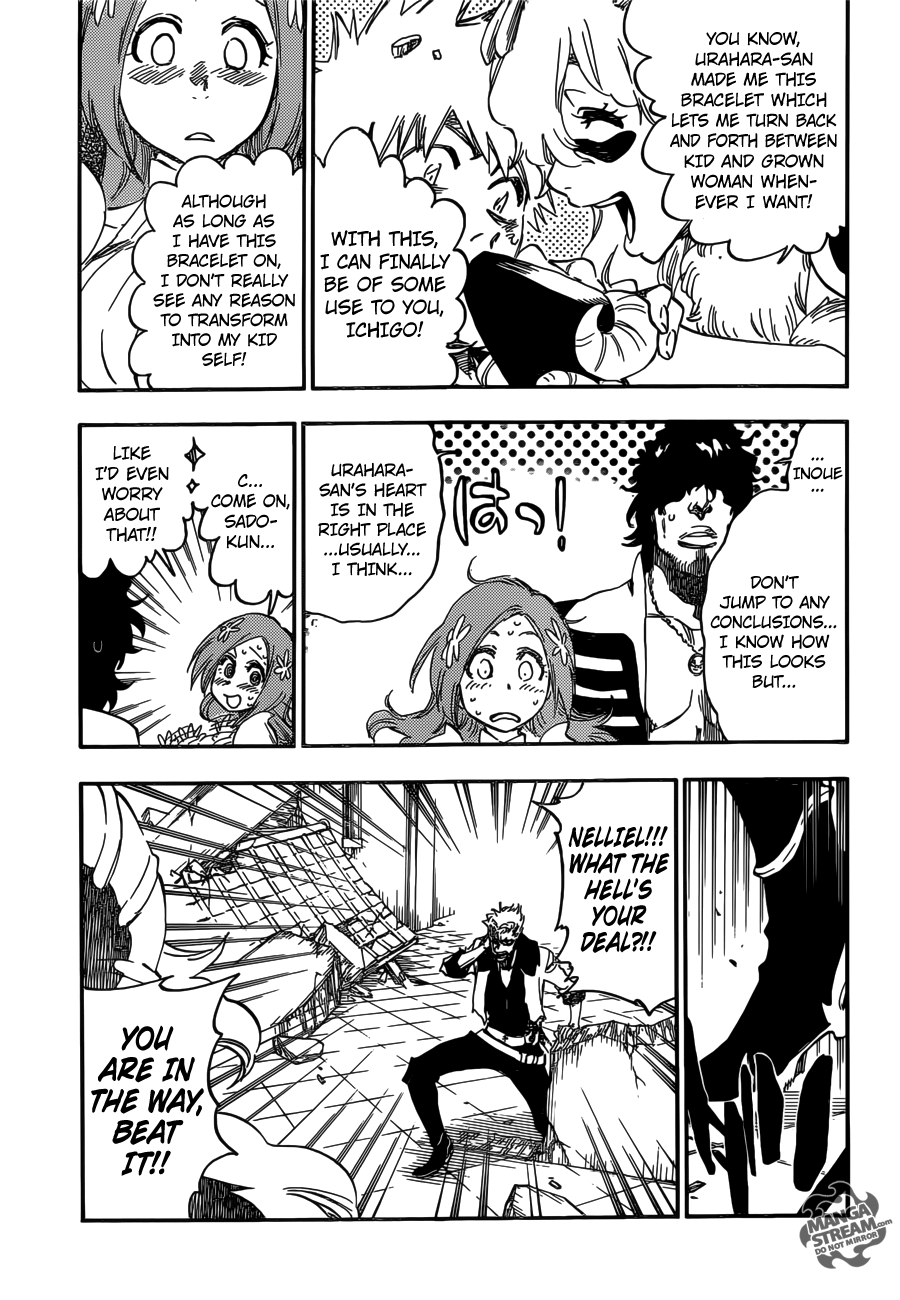 YOU KNOW,
URAHARA-SAN
MADE ME THIS
BRACELET WHICH
LETS ME TURN BACK
AND FORTH BETWEEN
KID AND GROWN
WOMAN WHEN-
EVER I WANT!
WITH THIS,
I CAN FINALLY
BE OF SOME
USE TO YOU,
ICHIGO!
ALTHOUGH
AS LONG AS
I HAVE THIS
BRACELET ON,
I DON'T REALLY
SEE ANY REASON
TO TRANSFORM
INTO MY KID
SELF!
...
INOUE
...
DON'T
JUMP TO ANY
CONCLUSIONS...
I KNOW HOW
THIS LOOKS
BUT...
はっ!
URAHARA-
SAN'S HEART
IS IN THE
RIGHT PLACE
...USUALLY...
I THINK...
C...
COME ON,
SADO-
KUN...
LIKE
I'D EVEN
WORRY
ABOUT
THAT!!
NELLIEL!!!
WHAT THE
HELL'S
YOUR
DEAL?!!
YOU
ARE IN
THE WAY,
BEAT
IT!!
MANGA
STREAM.com
DO NOT MIRROR!